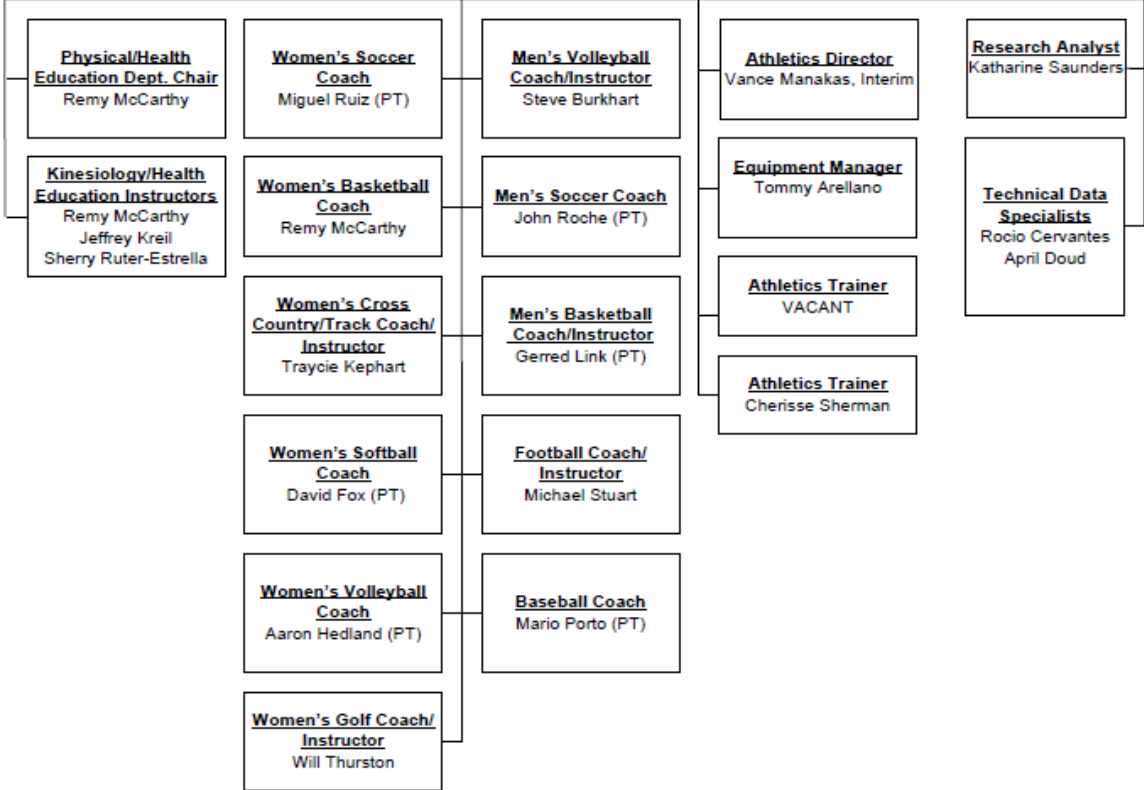 Physical/Health
Education Dept. Chair
Remy McCarthy
Kinesiology/Health
Education Instructors
Remy McCarthy
Jeffrey Kreil
Sherry Ruter-Estrella
Women's Soccer
Coach
Miguel Ruiz (PT)
Women's Basketball
Coach
Remy McCarthy
Women's Cross
Country/Track Coach/
Instructor
Traycie Kephart
Women's Softball
Coach
David Fox (PT)
Women's Volleyball
Coach
Aaron Hedland (PT)
Women's Golf Coach/
Instructor
Will Thurston
Men's Volleyball
Coach/Instructor
Steve Burkhart
Men's Soccer Coach
John Roche (PT)
Men's Basketball
Coach/Instructor
Gerred Link (PT)
Football Coach/
Instructor
Michael Stuart
Baseball Coach
Mario Porto (PT)
Athletics Director
Vance Manakas, Interim
Equipment Manager
Tommy Arellano
Athletics Trainer
VACANT
Athletics Trainer
Cherisse Sherman
Research Analyst
Katharine Saunders
Technical Data
Specialists
Rocio Cervantes
April Doud